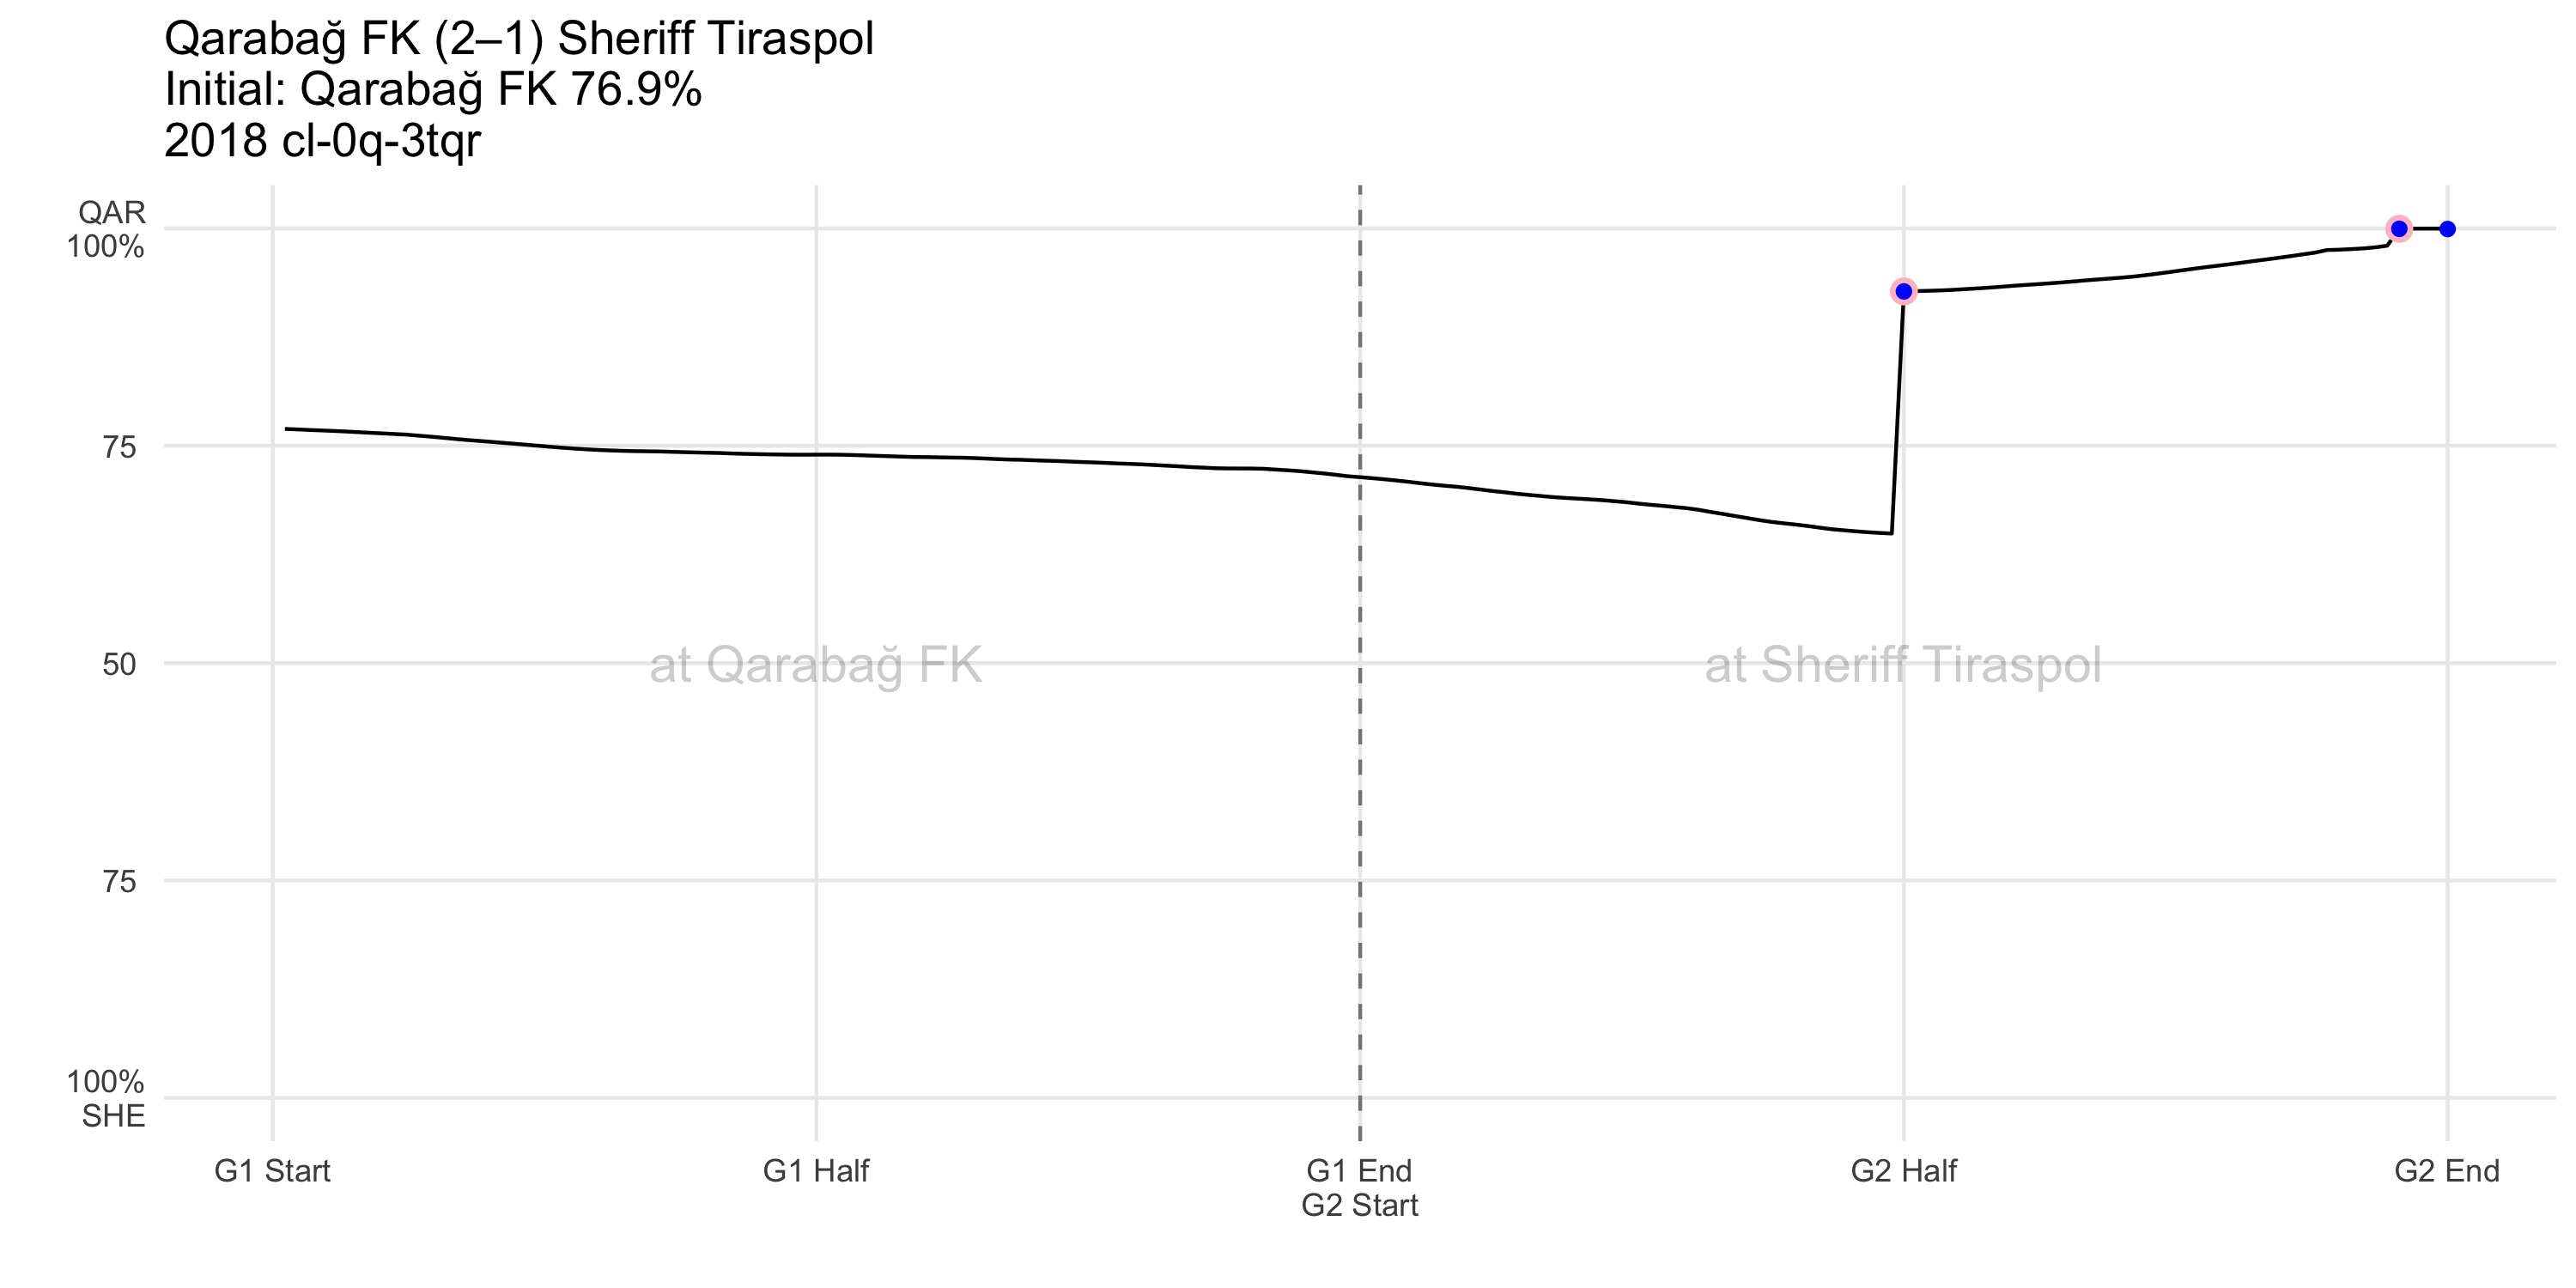 Qarabağ FK (2–1) Sheriff Tiraspol
Initial: Qarabağ FK 76.9%
2018 cl-0q-3tqr
QAR
100%
75
50
75
100%
SHE
at Qarabağ FK
at Sheriff Tiraspol
G1 Start
G1 Half
G1 End
G2 Start
G2 Half
G2 End